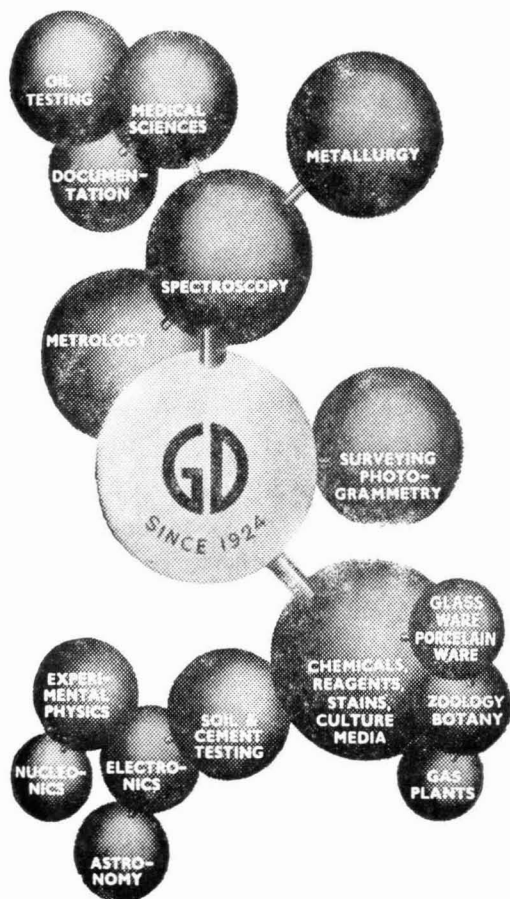 OIL
TESTING
MEDICAL
SCIENCES
DOCUMEN-
TATION
METALLURGY
SPECTROSCOPY
METROLOGY
GD
SINCE 1924
SURVEYING
PHOTO-
GRAMMETRY
GLASS
WARE
PORCELAIN
WARE
CHEMICALS,
REAGENTS,
STAINS,
CULTURE
MEDIA
ZOOLOGY
BOTANY
GAS
PLANTS
SOIL &
CEMENT
TESTING
EXPERI-
MENTAL
PHYSICS
NUCLEO-
NICS
ELECTRO-
NICS
ASTRO-
NOMY